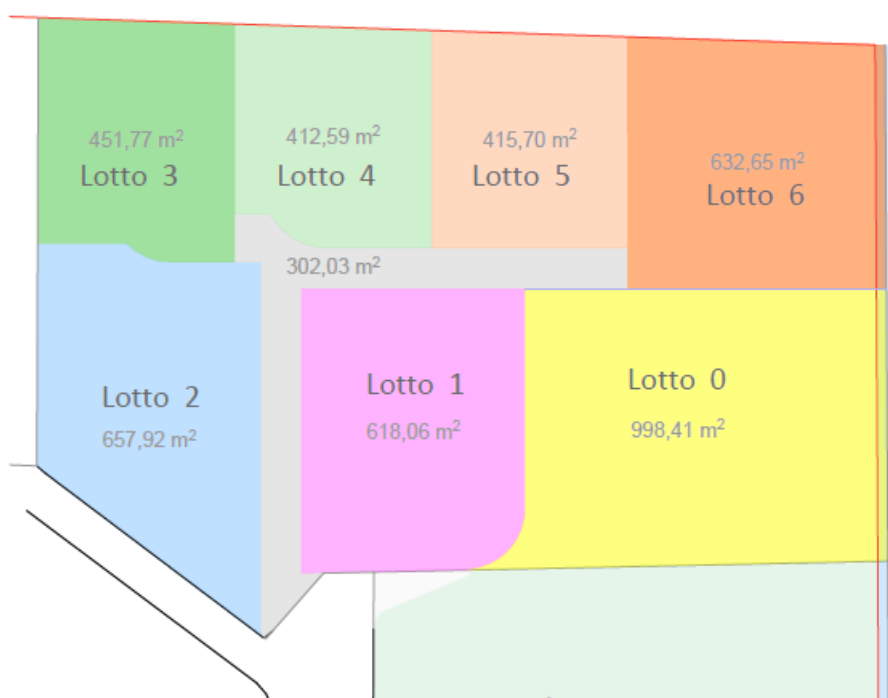 451,77 m²
Lotto 3
412,59 m²
Lotto 4
415,70 m²
Lotto 5
632,65 m²
Lotto 6
302,03 m²
Lotto 2
657,92 m²
Lotto 1
618,06 m²
Lotto 0
998,41 m²